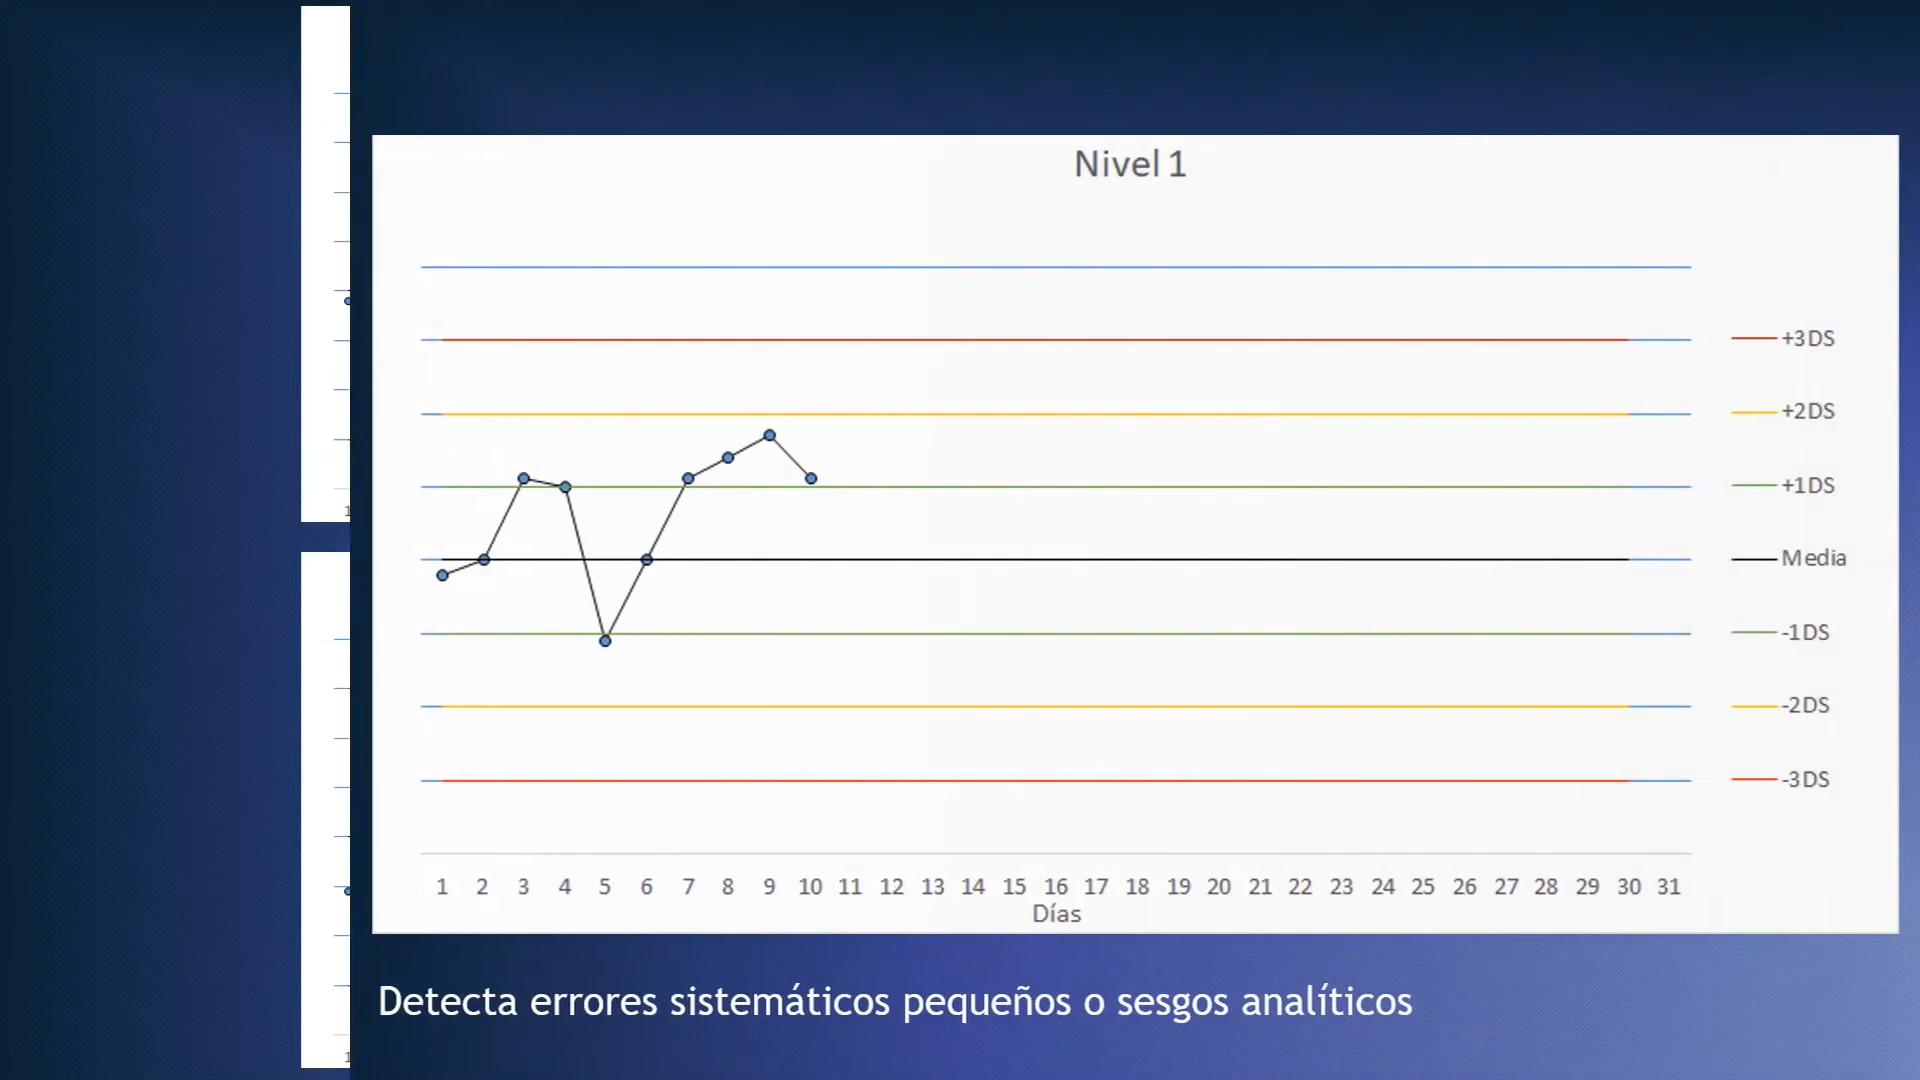 Nivel 1
+3DS
+2DS
+1DS
Media
-1DS
-2DS
-3DS
1 2 3 4 5 6 7 8 9 10 11 12 13 14 15 16 17 18 19 20 21 22 23 24 25 26 27 28 29 30 31
Días
Detecta errores sistemáticos pequeños o sesgos analíticos